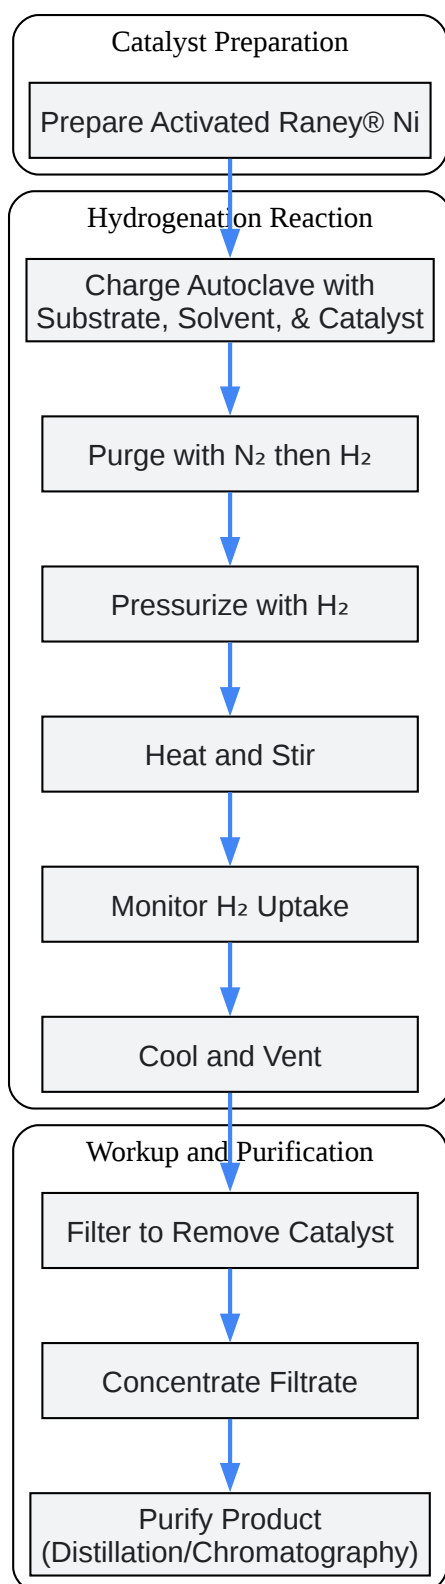 Catalyst Preparation
Prepare Activated Raney® Ni
Hydrogenation Reaction
Charge Autoclave with
Substrate, Solvent, & Catalyst
Purge with N₂ then H₂
Pressurize with H₂
Heat and Stir
Monitor H₂ Uptake
Cool and Vent
Workup and Purification
Filter to Remove Catalyst
Concentrate Filtrate
Purify Product
(Distillation/Chromatography)